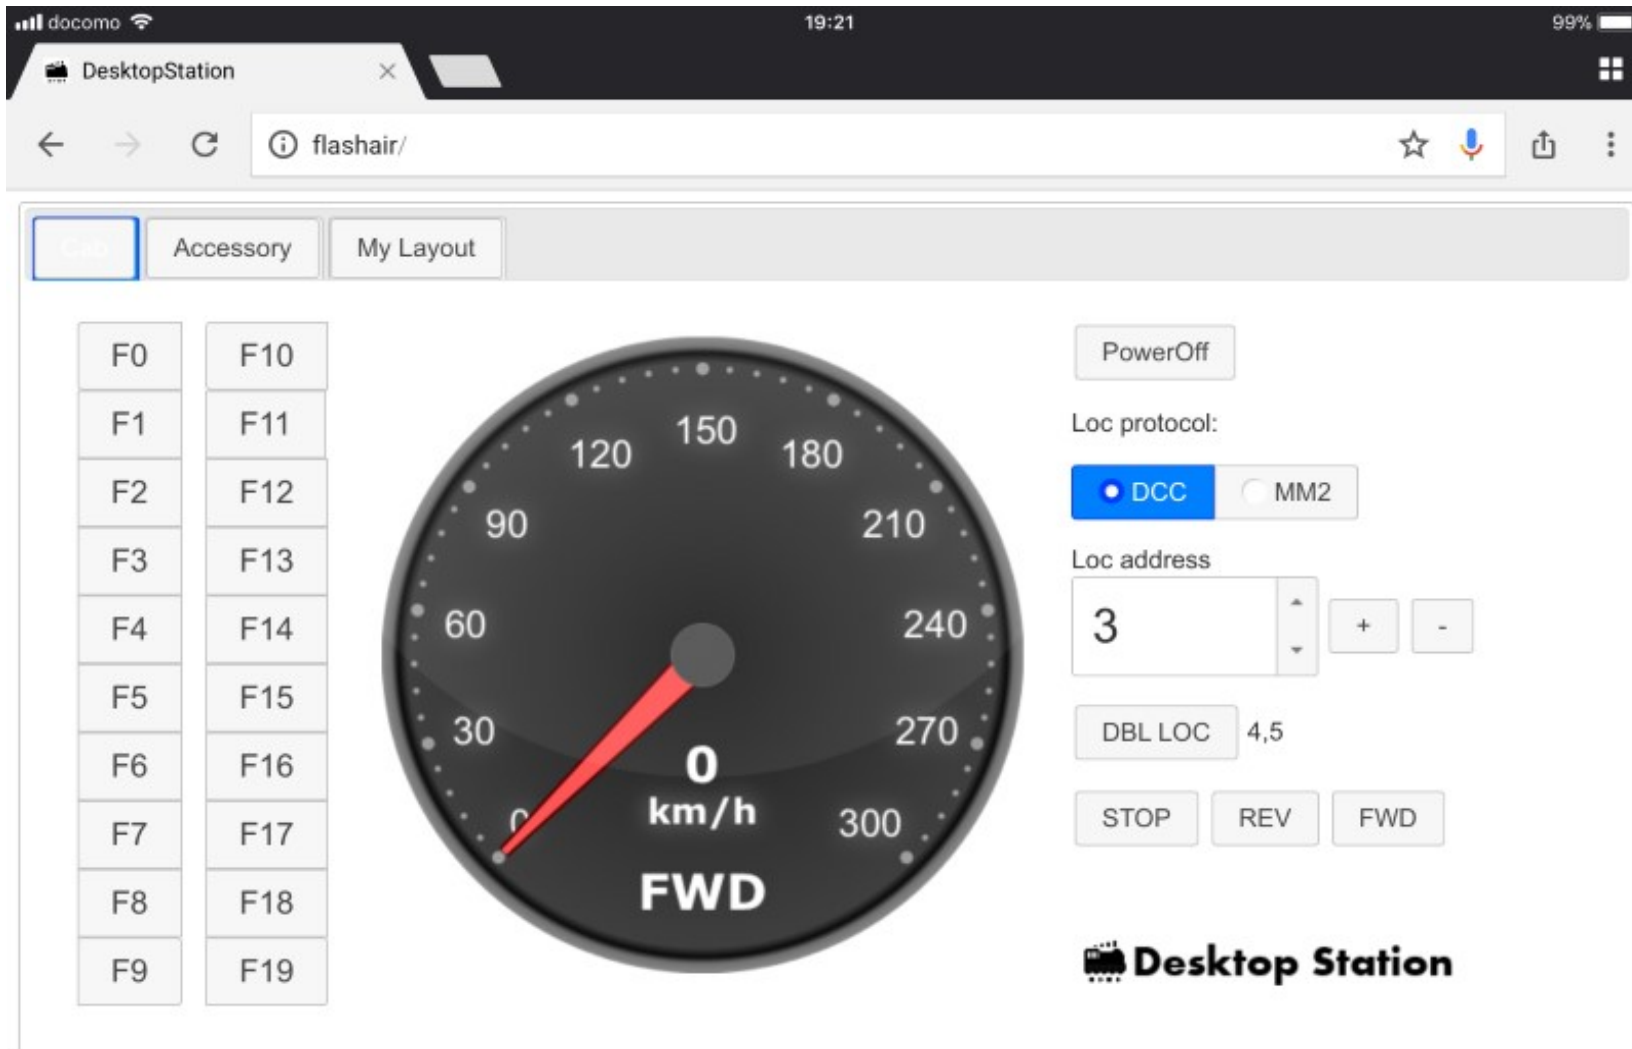 docomo 19:21 99%
DesktopStation
flashair/
Cab Accessory My Layout
F0 F10
F1 F11
F2 F12
F3 F13
F4 F14
F5 F15
F6 F16
F7 F17
F8 F18
F9 F19
0 30 60 90 120 150 180 210 240 270 300
0
km/h
FWD
PowerOff
Loc protocol:
DCC MM2
Loc address
3 + -
DBL LOC 4,5
STOP REV FWD
Desktop Station